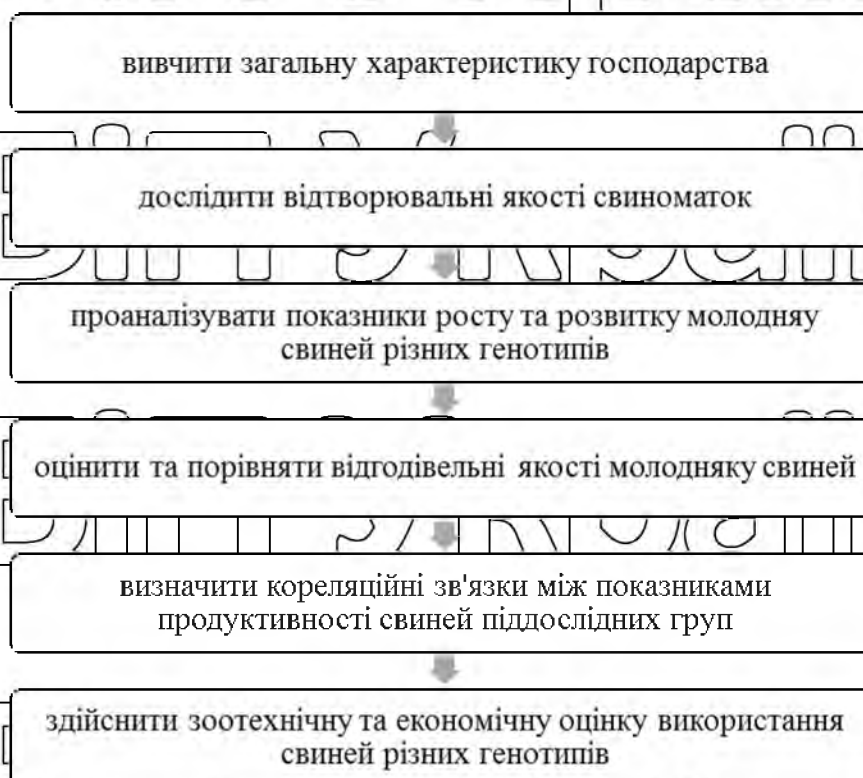 вивчити загальну характеристику господарства
дослідити відтворювальні якості свиноматок
проаналізувати показники росту та розвитку молодняу
свиней різних генотипів
оцінити та порівняти відгодівельні якості молодняку свиней
визначити кореляційні зв'язки між показниками
продуктивності свиней піддослідних груп
здійснити зоотехнічну та економічну оцінку використання
свиней різних генотипів